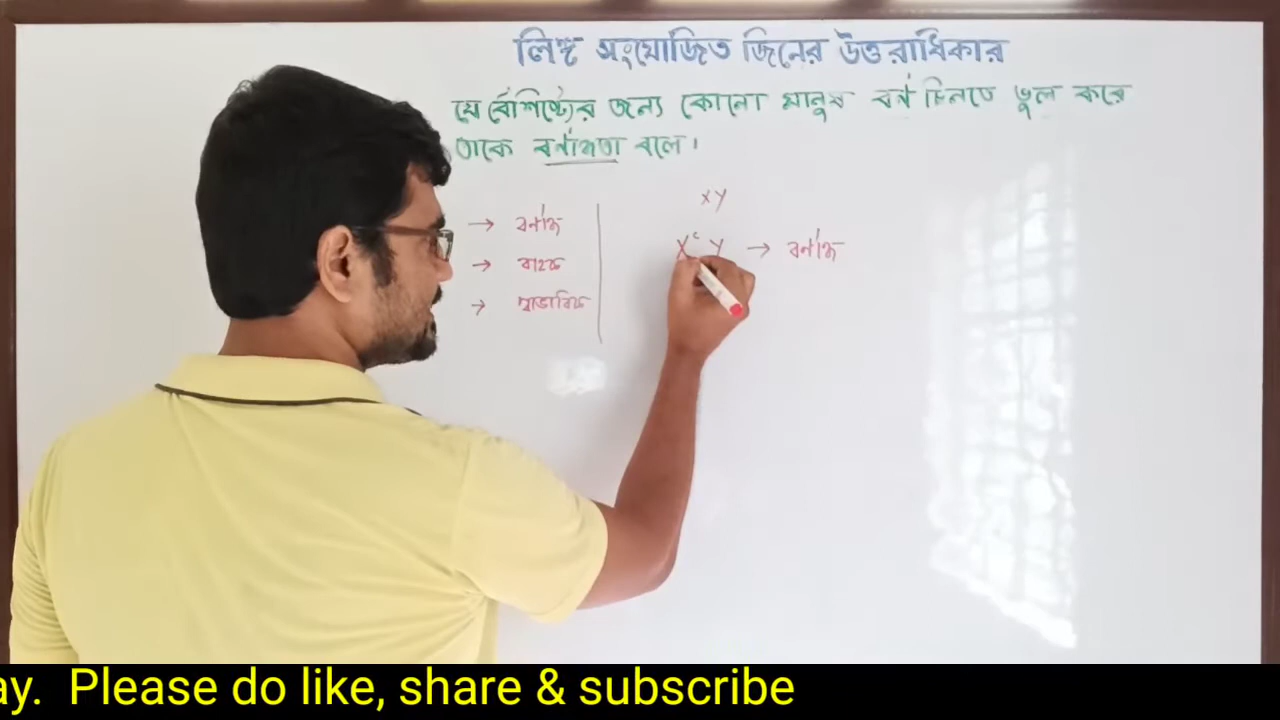 লিঙ্গ সংযোজিত জিনের উত্তরাধিকার
যে বৈশিষ্ট্যের জন্য কোনো মানুষ বর্ণ চিনতে ভুল করে
তাকে বর্ণান্ধতা বলে।
→ বর্ণান্ধ
→ বাহক
→ স্বাভাবিক
XY
Xᶜ Y → বর্ণান্ধ
ay. Please do like, share & subscribe